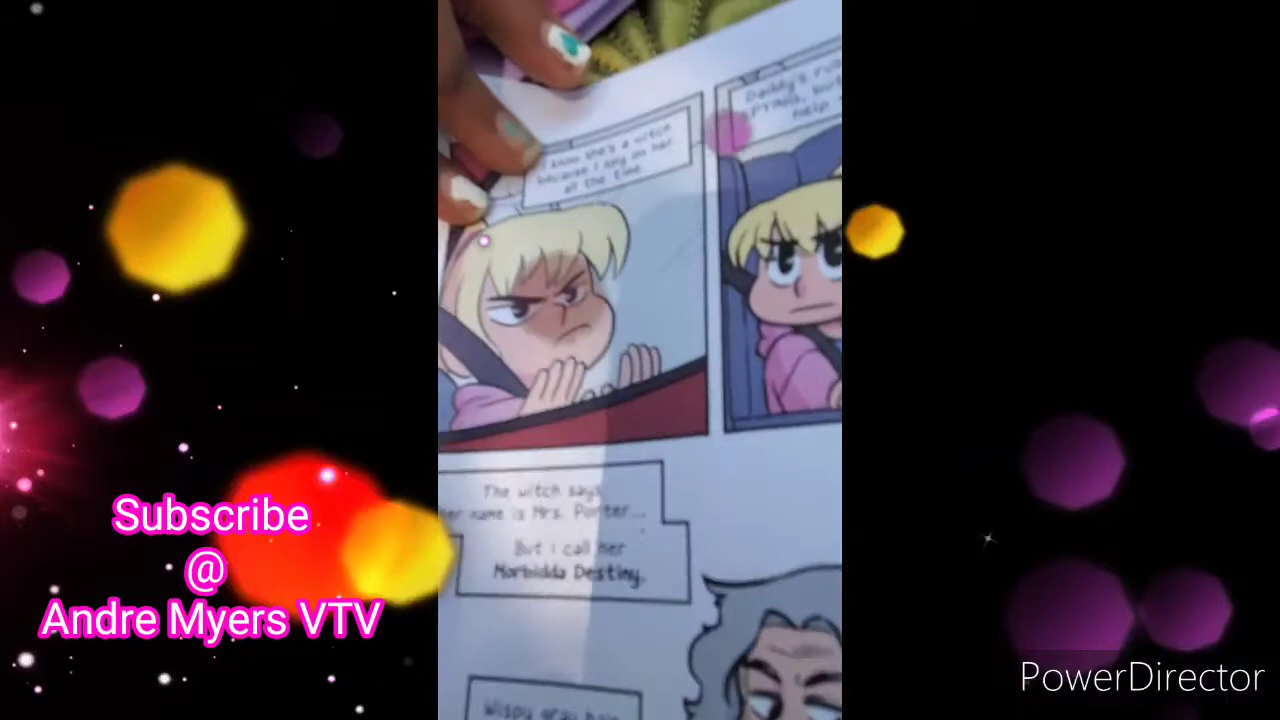 I know she's a witch
because I spy on her
all the time.
Daddy's
help
The witch says
her name is Mrs. Porter...
But I call her
Morbidda Destiny.
Wispy gray hair
Subscribe
@
Andre Myers VTV
PowerDirector